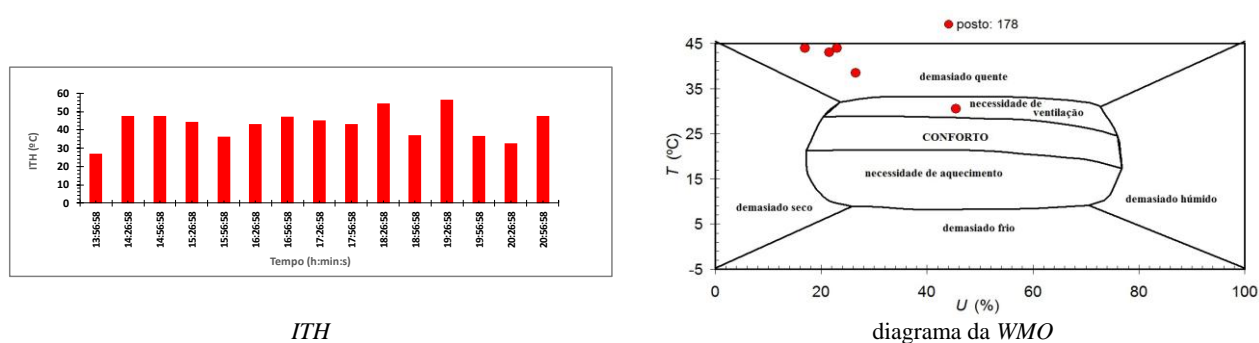 60
50
40
30
20
10
0
ITH (ºC)
13:56:58
14:26:58
14:56:58
15:26:58
15:56:58
16:26:58
16:56:58
17:26:58
17:56:58
18:26:58
18:56:58
19:26:58
19:56:58
20:26:58
20:56:58
Tempo (h:min:s)
ITH
posto: 178
45
35
25
15
5
-5
T (ºC)
demasiado quente
necessidade de
ventilação
CONFORTO
necessidade de aquecimento
demasiado seco
demasiado húmido
demasiado frio
0 20 40 60 80 100
U (%)
diagrama da WMO